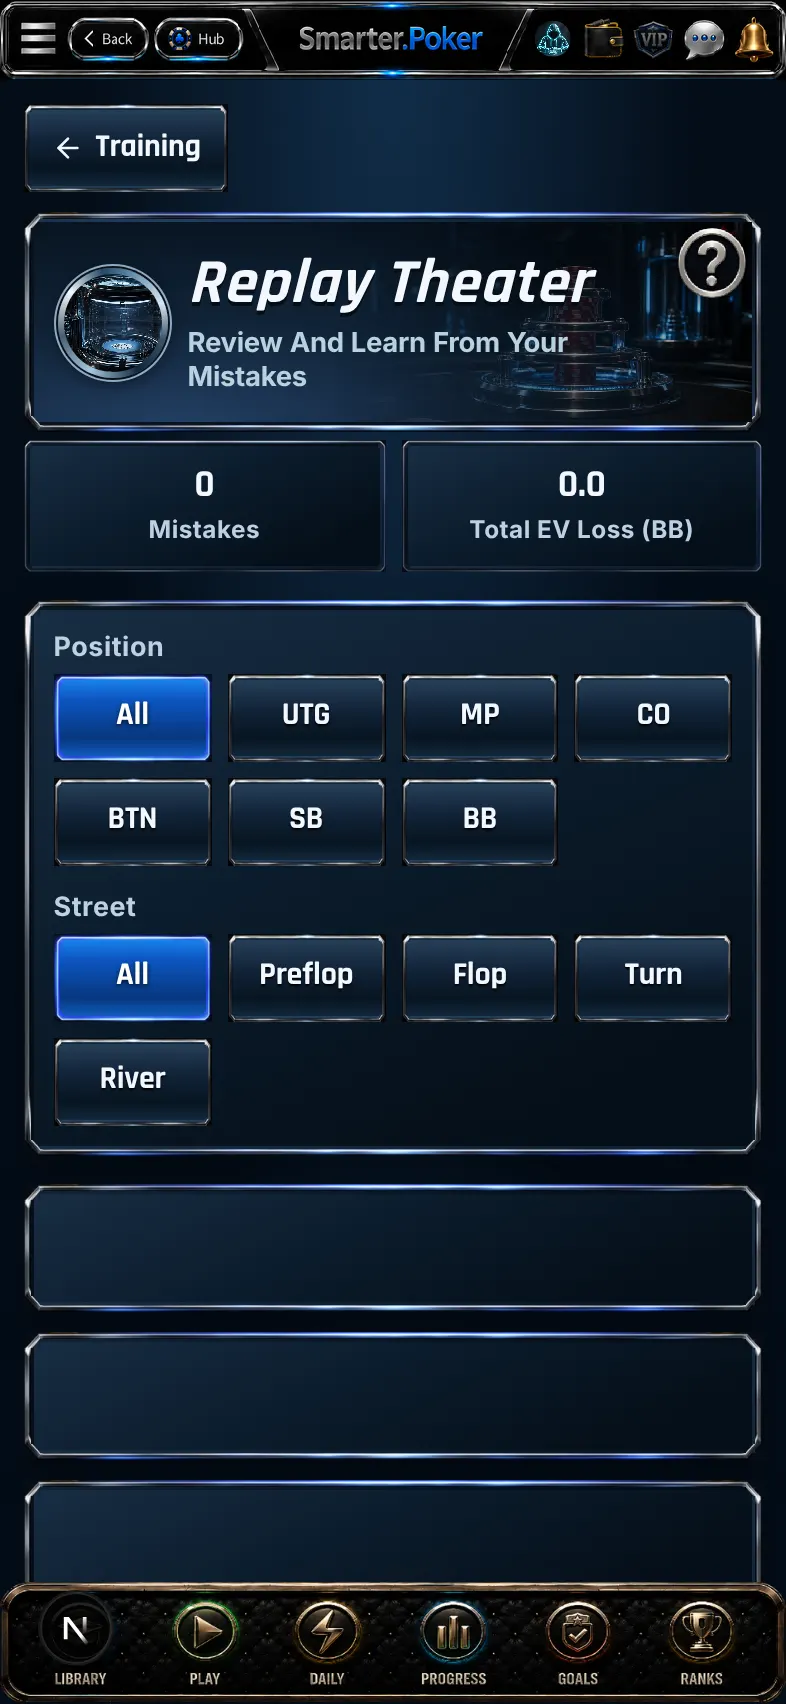 Back
Hub
Smarter.Poker
VIP
← Training
Replay Theater
?
Review And Learn From Your
Mistakes
0
Mistakes
0.0
Total EV Loss (BB)
Position
All
UTG
MP
CO
BTN
SB
BB
Street
All
Preflop
Flop
Turn
River
N
LIBRARY
PLAY
DAILY
PROGRESS
GOALS
RANKS